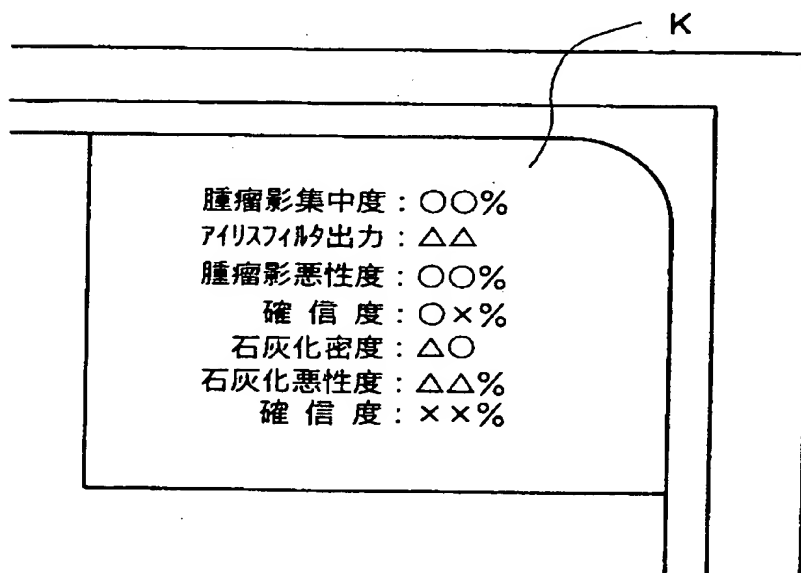 K
腫瘤影集中度：○○%
ｱｲﾘｽﾌｨﾙﾀ出力：△△
腫瘤影悪性度：○○%
確 信 度：○×%
石灰化密度：△○
石灰化悪性度：△△%
確 信 度：××%